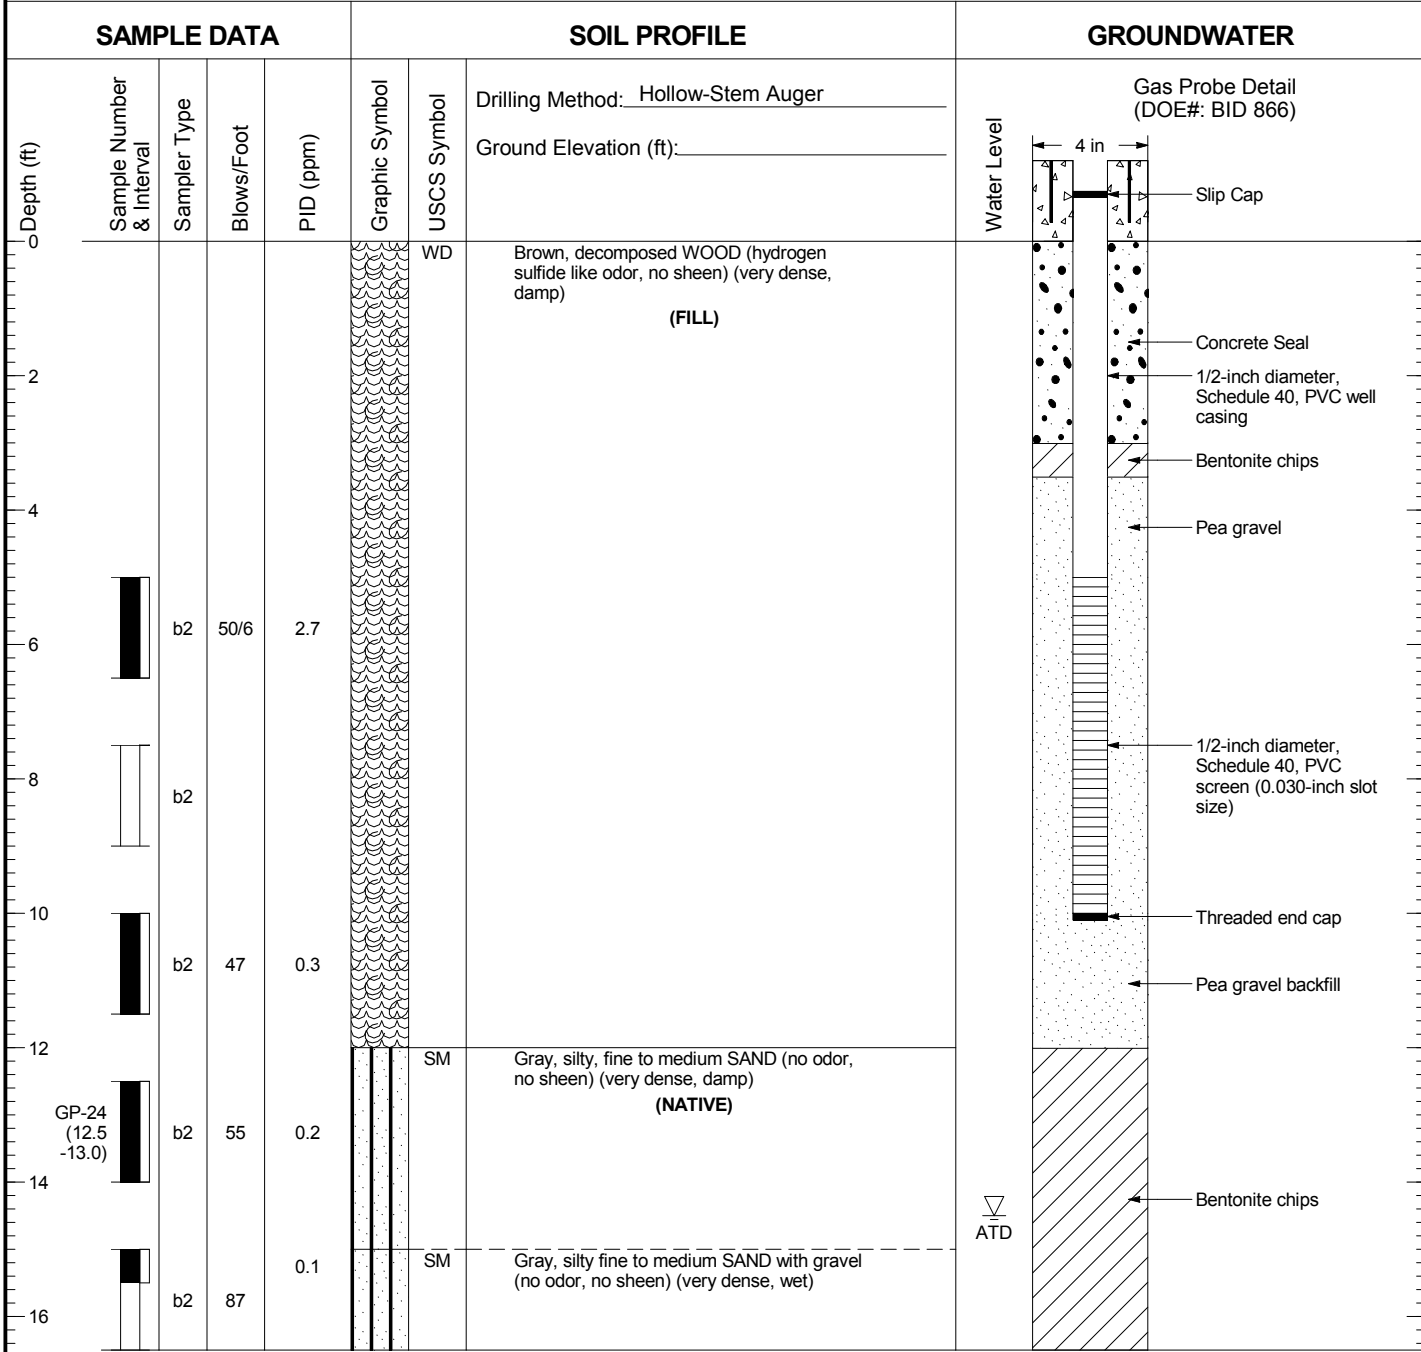 SAMPLE DATA
SOIL PROFILE
GROUNDWATER
Depth (ft)
Sample Number
& Interval
Sampler Type
Blows/Foot
PID (ppm)
Graphic Symbol
USCS Symbol
Drilling Method: Hollow-Stem Auger
Ground Elevation (ft):
Water Level
Gas Probe Detail
(DOE#: BID 866)
4 in
Slip Cap
0
WD
Brown, decomposed WOOD (hydrogen
sulfide like odor, no sheen) (very dense,
damp)
(FILL)
Concrete Seal
2
1/2-inch diameter,
Schedule 40, PVC well
casing
Bentonite chips
4
Pea gravel
b2 50/6 2.7
6
1/2-inch diameter,
Schedule 40, PVC
screen (0.030-inch slot
size)
8
b2
10
Threaded end cap
b2 47 0.3
Pea gravel backfill
12
SM
Gray, silty, fine to medium SAND (no odor,
no sheen) (very dense, damp)
(NATIVE)
GP-24
(12.5
-13.0)
b2 55 0.2
14
Bentonite chips
ATD
0.1
SM
Gray, silty fine to medium SAND with gravel
(no odor, no sheen) (very dense, wet)
b2 87
16